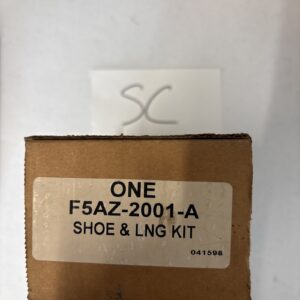 SC
ONE
F5AZ-2001-A
SHOE & LNG KIT
041598